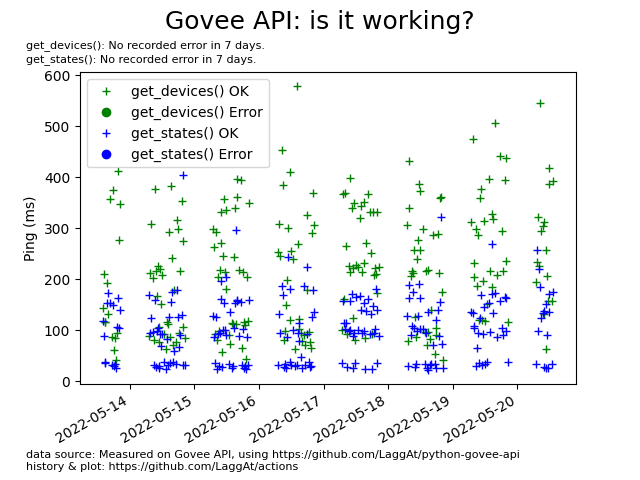 Govee API: is it working?
get_devices(): No recorded error in 7 days.
get_states(): No recorded error in 7 days.
get_devices() OK
get_devices() Error
get_states() OK
get_states() Error
Ping (ms)
600
500
400
300
200
100
0
2022-05-14
2022-05-15
2022-05-16
2022-05-17
2022-05-18
2022-05-19
2022-05-20
data source: Measured on Govee API, using https://github.com/LaggAt/python-govee-api
history & plot: https://github.com/LaggAt/actions